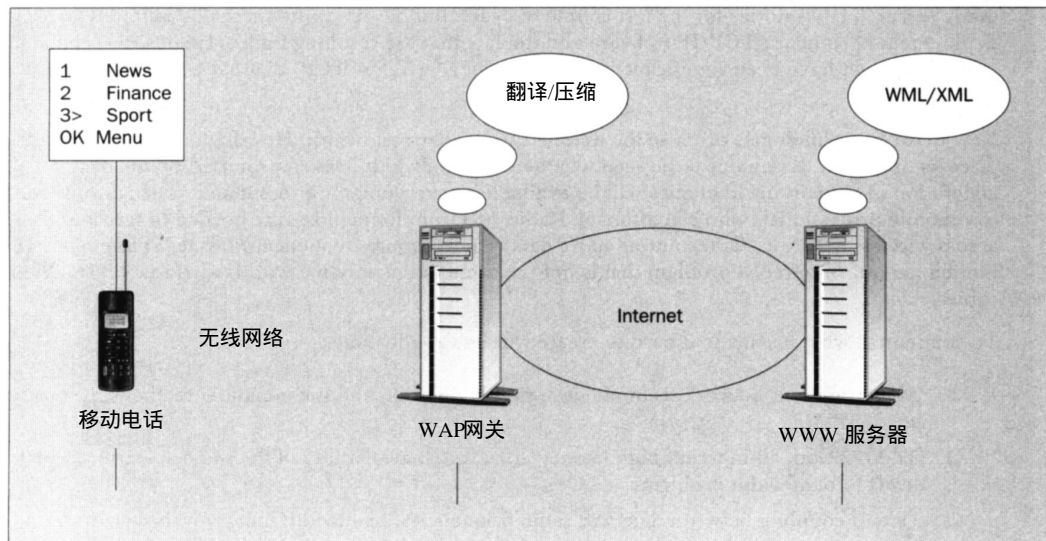 1 News
2 Finance
3> Sport
OK Menu
翻译/压缩
WML/XML
Internet
无线网络
移动电话
WAP网关
WWW 服务器